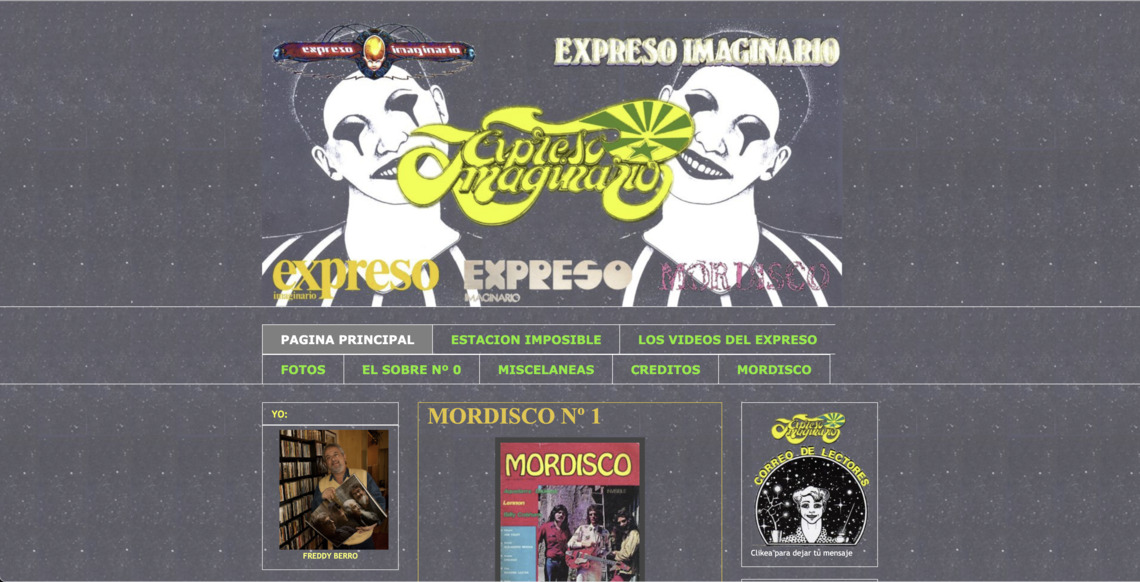 expreso imaginario
EXPRESO IMAGINARIO
Expreso
Imaginario
expreso
imaginario
EXPRESO
IMAGINARIO
MORDISCO
PAGINA PRINCIPAL
ESTACION IMPOSIBLE
LOS VIDEOS DEL EXPRESO
FOTOS
EL SOBRE Nº 0
MISCELANEAS
CREDITOS
MORDISCO
YO:
FREDDY BERRO
MORDISCO Nº 1
MORDISCO
Lennon
Expreso
Imaginario
CORREO DE LECTORES
Clikea para dejar tú mensaje